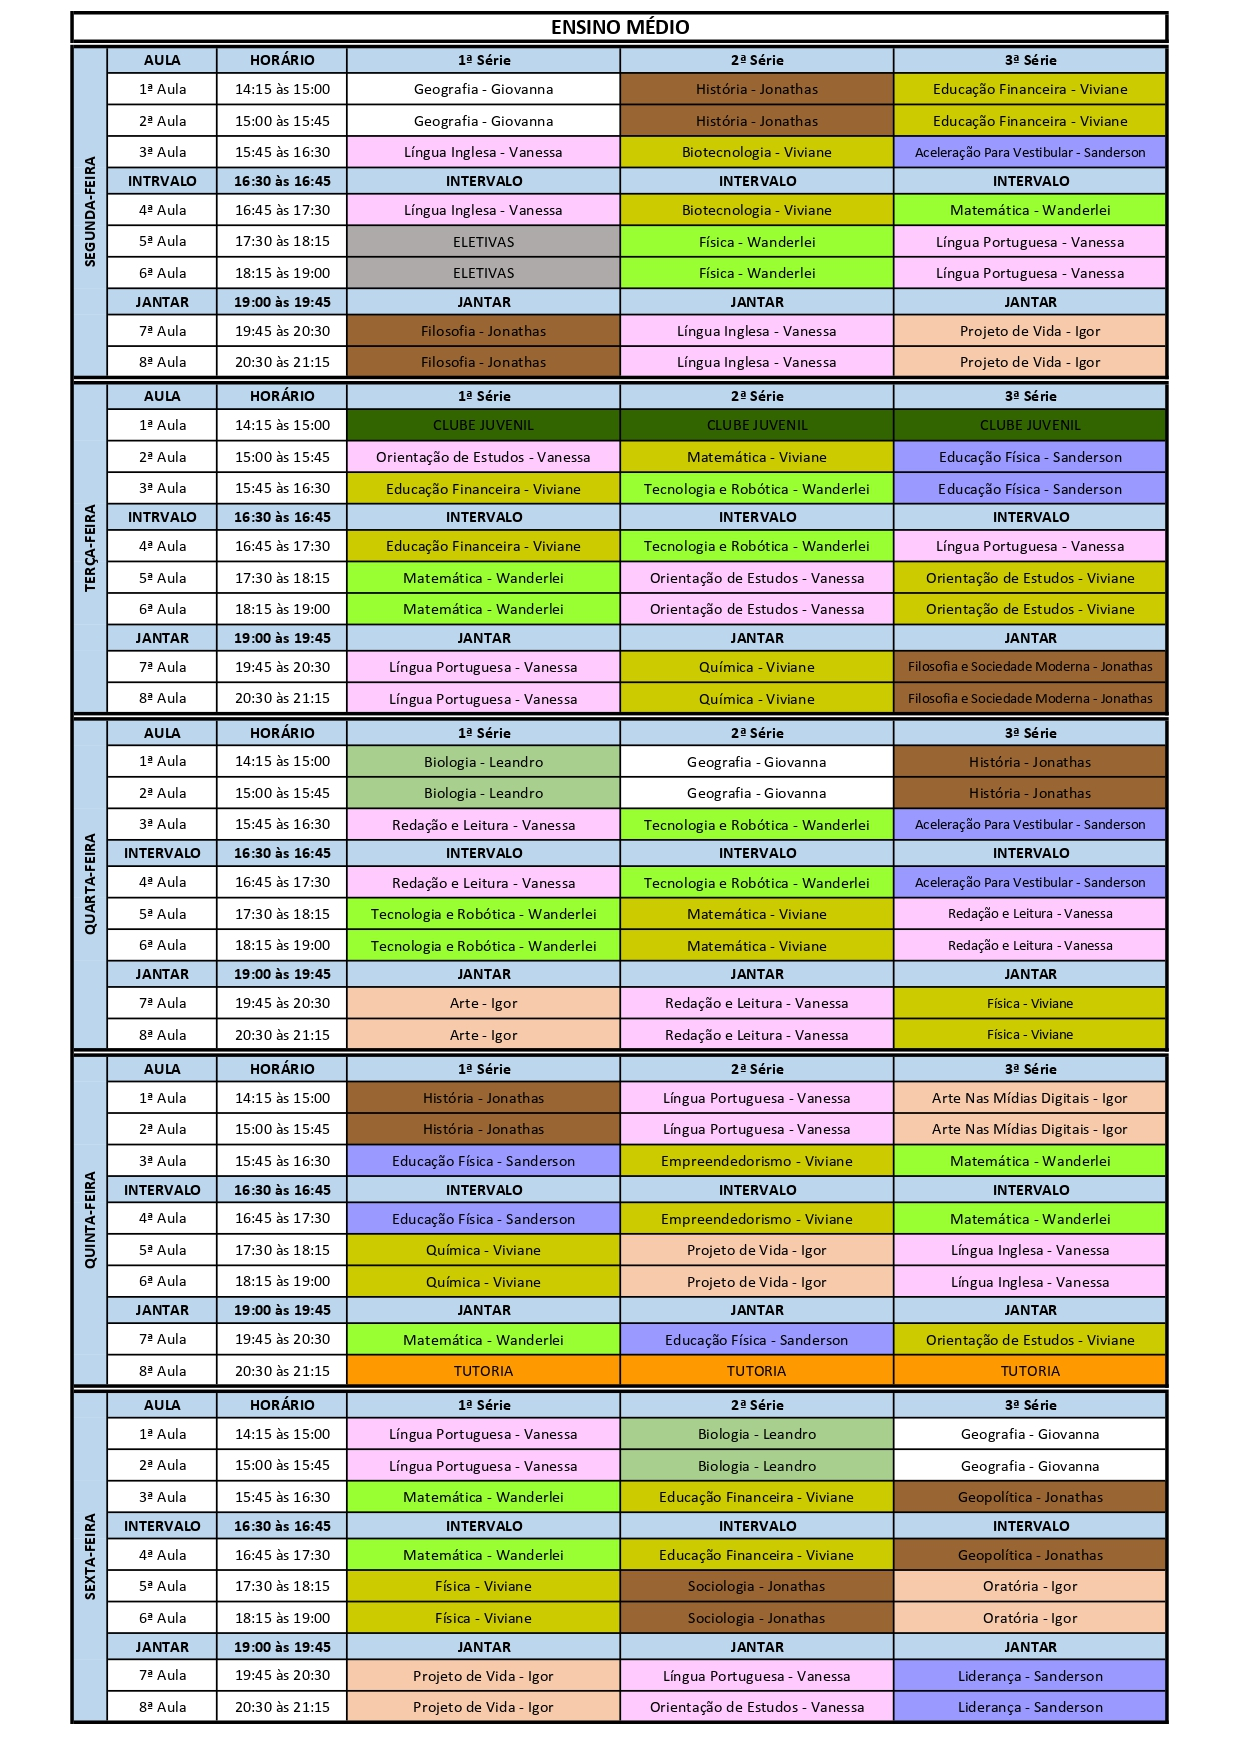 ENSINO MÉDIO
SEGUNDA-FEIRA
AULA HORÁRIO 1ª Série 2ª Série 3ª Série
1ª Aula 14:15 às 15:00 Geografia - Giovanna História - Jonathas Educação Financeira - Viviane
2ª Aula 15:00 às 15:45 Geografia - Giovanna História - Jonathas Educação Financeira - Viviane
3ª Aula 15:45 às 16:30 Língua Inglesa - Vanessa Biotecnologia - Viviane Aceleração Para Vestibular - Sanderson
INTRVALO 16:30 às 16:45 INTERVALO INTERVALO INTERVALO
4ª Aula 16:45 às 17:30 Língua Inglesa - Vanessa Biotecnologia - Viviane Matemática - Wanderlei
5ª Aula 17:30 às 18:15 ELETIVAS Física - Wanderlei Língua Portuguesa - Vanessa
6ª Aula 18:15 às 19:00 ELETIVAS Física - Wanderlei Língua Portuguesa - Vanessa
JANTAR 19:00 às 19:45 JANTAR JANTAR JANTAR
7ª Aula 19:45 às 20:30 Filosofia - Jonathas Língua Inglesa - Vanessa Projeto de Vida - Igor
8ª Aula 20:30 às 21:15 Filosofia - Jonathas Língua Inglesa - Vanessa Projeto de Vida - Igor
TERÇA-FEIRA
AULA HORÁRIO 1ª Série 2ª Série 3ª Série
1ª Aula 14:15 às 15:00 CLUBE JUVENIL CLUBE JUVENIL CLUBE JUVENIL
2ª Aula 15:00 às 15:45 Orientação de Estudos - Vanessa Matemática - Viviane Educação Física - Sanderson
3ª Aula 15:45 às 16:30 Educação Financeira - Viviane Tecnologia e Robótica - Wanderlei Educação Física - Sanderson
INTRVALO 16:30 às 16:45 INTERVALO INTERVALO INTERVALO
4ª Aula 16:45 às 17:30 Educação Financeira - Viviane Tecnologia e Robótica - Wanderlei Língua Portuguesa - Vanessa
5ª Aula 17:30 às 18:15 Matemática - Wanderlei Orientação de Estudos - Vanessa Orientação de Estudos - Viviane
6ª Aula 18:15 às 19:00 Matemática - Wanderlei Orientação de Estudos - Vanessa Orientação de Estudos - Viviane
JANTAR 19:00 às 19:45 JANTAR JANTAR JANTAR
7ª Aula 19:45 às 20:30 Língua Portuguesa - Vanessa Química - Viviane Filosofia e Sociedade Moderna - Jonathas
8ª Aula 20:30 às 21:15 Língua Portuguesa - Vanessa Química - Viviane Filosofia e Sociedade Moderna - Jonathas
QUARTA-FEIRA
AULA HORÁRIO 1ª Série 2ª Série 3ª Série
1ª Aula 14:15 às 15:00 Biologia - Leandro Geografia - Giovanna História - Jonathas
2ª Aula 15:00 às 15:45 Biologia - Leandro Geografia - Giovanna História - Jonathas
3ª Aula 15:45 às 16:30 Redação e Leitura - Vanessa Tecnologia e Robótica - Wanderlei Aceleração Para Vestibular - Sanderson
INTERVALO 16:30 às 16:45 INTERVALO INTERVALO INTERVALO
4ª Aula 16:45 às 17:30 Redação e Leitura - Vanessa Tecnologia e Robótica - Wanderlei Aceleração Para Vestibular - Sanderson
5ª Aula 17:30 às 18:15 Tecnologia e Robótica - Wanderlei Matemática - Viviane Redação e Leitura - Vanessa
6ª Aula 18:15 às 19:00 Tecnologia e Robótica - Wanderlei Matemática - Viviane Redação e Leitura - Vanessa
JANTAR 19:00 às 19:45 JANTAR JANTAR JANTAR
7ª Aula 19:45 às 20:30 Arte - Igor Redação e Leitura - Vanessa Física - Viviane
8ª Aula 20:30 às 21:15 Arte - Igor Redação e Leitura - Vanessa Física - Viviane
QUINTA-FEIRA
AULA HORÁRIO 1ª Série 2ª Série 3ª Série
1ª Aula 14:15 às 15:00 História - Jonathas Língua Portuguesa - Vanessa Arte Nas Mídias Digitais - Igor
2ª Aula 15:00 às 15:45 História - Jonathas Língua Portuguesa - Vanessa Arte Nas Mídias Digitais - Igor
3ª Aula 15:45 às 16:30 Educação Física - Sanderson Empreendedorismo - Viviane Matemática - Wanderlei
INTERVALO 16:30 às 16:45 INTERVALO INTERVALO INTERVALO
4ª Aula 16:45 às 17:30 Educação Física - Sanderson Empreendedorismo - Viviane Matemática - Wanderlei
5ª Aula 17:30 às 18:15 Química - Viviane Projeto de Vida - Igor Língua Inglesa - Vanessa
6ª Aula 18:15 às 19:00 Química - Viviane Projeto de Vida - Igor Língua Inglesa - Vanessa
JANTAR 19:00 às 19:45 JANTAR JANTAR JANTAR
7ª Aula 19:45 às 20:30 Matemática - Wanderlei Educação Física - Sanderson Orientação de Estudos - Viviane
8ª Aula 20:30 às 21:15 TUTORIA TUTORIA TUTORIA
SEXTA-FEIRA
AULA HORÁRIO 1ª Série 2ª Série 3ª Série
1ª Aula 14:15 às 15:00 Língua Portuguesa - Vanessa Biologia - Leandro Geografia - Giovanna
2ª Aula 15:00 às 15:45 Língua Portuguesa - Vanessa Biologia - Leandro Geografia - Giovanna
3ª Aula 15:45 às 16:30 Matemática - Wanderlei Educação Financeira - Viviane Geopolítica - Jonathas
INTERVALO 16:30 às 16:45 INTERVALO INTERVALO INTERVALO
4ª Aula 16:45 às 17:30 Matemática - Wanderlei Educação Financeira - Viviane Geopolítica - Jonathas
5ª Aula 17:30 às 18:15 Física - Viviane Sociologia - Jonathas Oratória - Igor
6ª Aula 18:15 às 19:00 Física - Viviane Sociologia - Jonathas Oratória - Igor
JANTAR 19:00 às 19:45 JANTAR JANTAR JANTAR
7ª Aula 19:45 às 20:30 Projeto de Vida - Igor Língua Portuguesa - Vanessa Liderança - Sanderson
8ª Aula 20:30 às 21:15 Projeto de Vida - Igor Orientação de Estudos - Vanessa Liderança - Sanderson